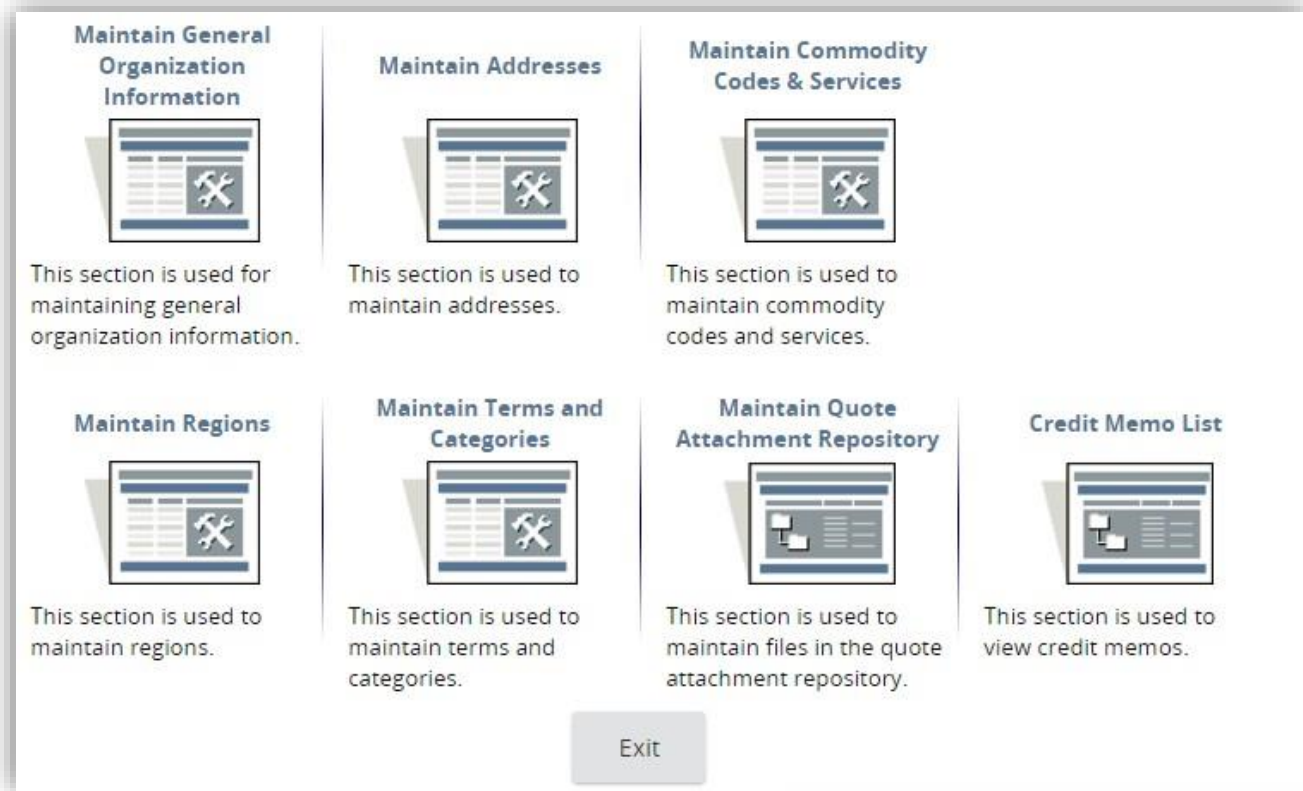 Maintain General
Organization
Information
This section is used for
maintaining general
organization information.
Maintain Addresses
This section is used to
maintain addresses.
Maintain Commodity
Codes & Services
This section is used to
maintain commodity
codes and services.
Maintain Regions
This section is used to
maintain regions.
Maintain Terms and
Categories
This section is used to
maintain terms and
categories.
Maintain Quote
Attachment Repository
This section is used to
maintain files in the quote
attachment repository.
Credit Memo List
This section is used to
view credit memos.
Exit